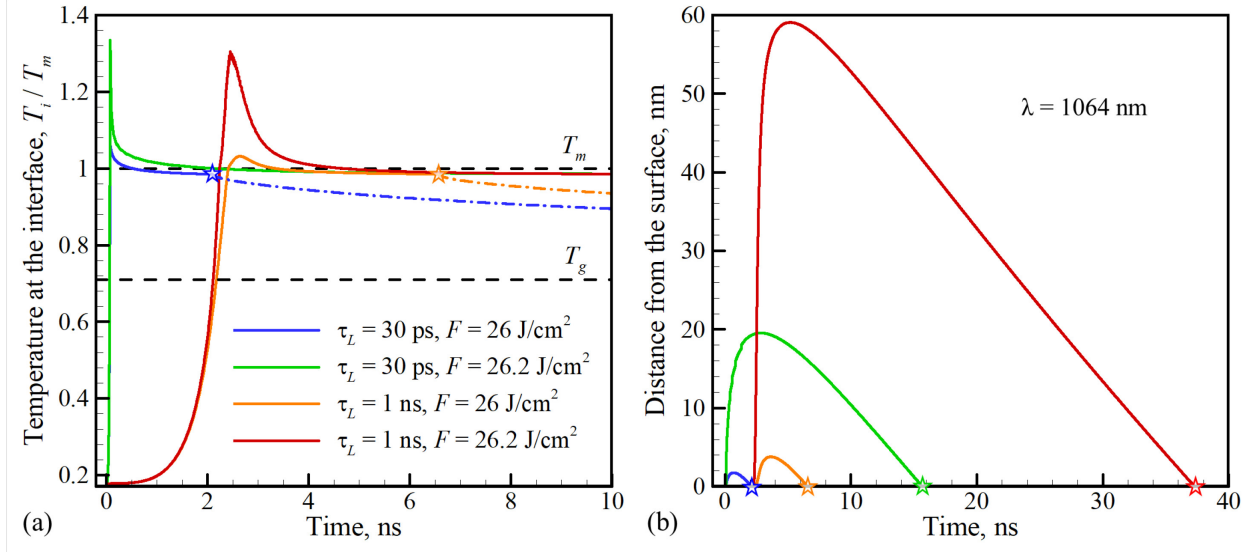 1.4
1.2
1
0.8
0.6
0.4
0.2
Temperature at the interface, T_i / T_m
T_m
T_g
τ_L = 30 ps, F = 26 J/cm²
τ_L = 30 ps, F = 26.2 J/cm²
τ_L = 1 ns, F = 26 J/cm²
τ_L = 1 ns, F = 26.2 J/cm²
0 2 4 6 8 10
(a) Time, ns
60
50
40
30
20
10
0
Distance from the surface, nm
λ = 1064 nm
0 10 20 30 40
(b) Time, ns